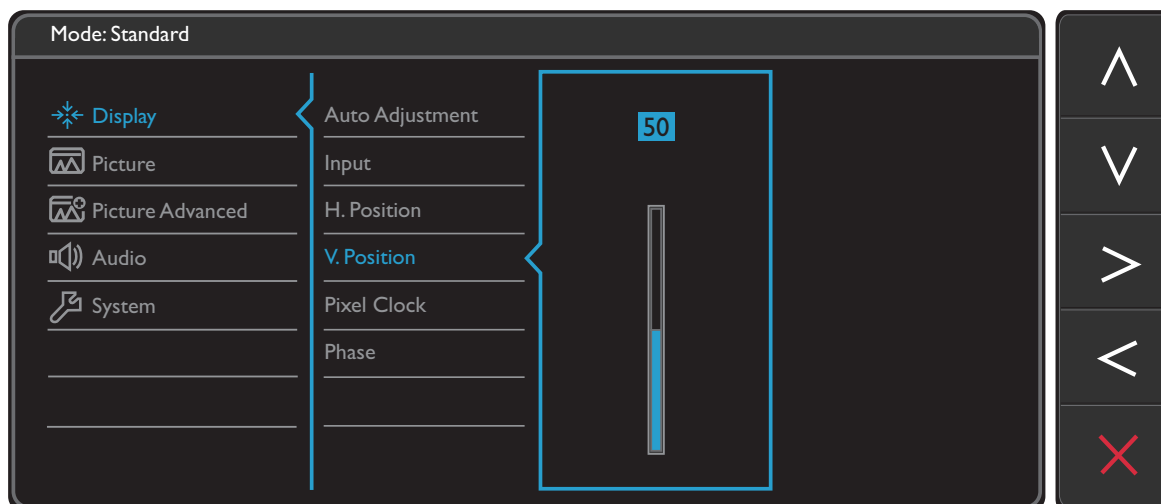 Mode: Standard
Display
Picture
Picture Advanced
Audio
System
Auto Adjustment
Input
H. Position
V. Position
Pixel Clock
Phase
50